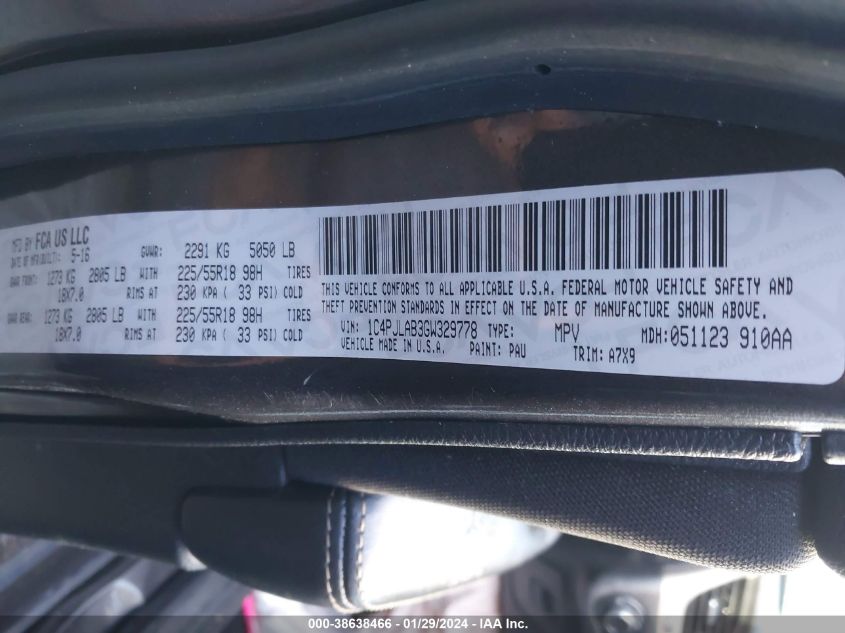 MFD BY FCA US LLC
DATE OF MFR(BUILT): 5-16
GVWR: 2291 KG 5050 LB
GAWR FRONT: 1273 KG 2805 LB WITH 225/55R18 98H TIRES
18X7.0 RIMS AT 230 KPA ( 33 PSI) COLD
GAWR REAR: 1273 KG 2805 LB WITH 225/55R18 98H TIRES
18X7.0 RIMS AT 230 KPA ( 33 PSI) COLD
THIS VEHICLE CONFORMS TO ALL APPLICABLE U.S.A. FEDERAL MOTOR VEHICLE SAFETY AND
THEFT PREVENTION STANDARDS IN EFFECT ON THE DATE OF MANUFACTURE SHOWN ABOVE.
VIN: 1C4PJLAB3GW329778 TYPE: MPV MDH:051123 910AA
VEHICLE MADE IN U.S.A. PAINT: PAU TRIM: A7X9
000-38638466 - 01/29/2024 - IAAI Inc.